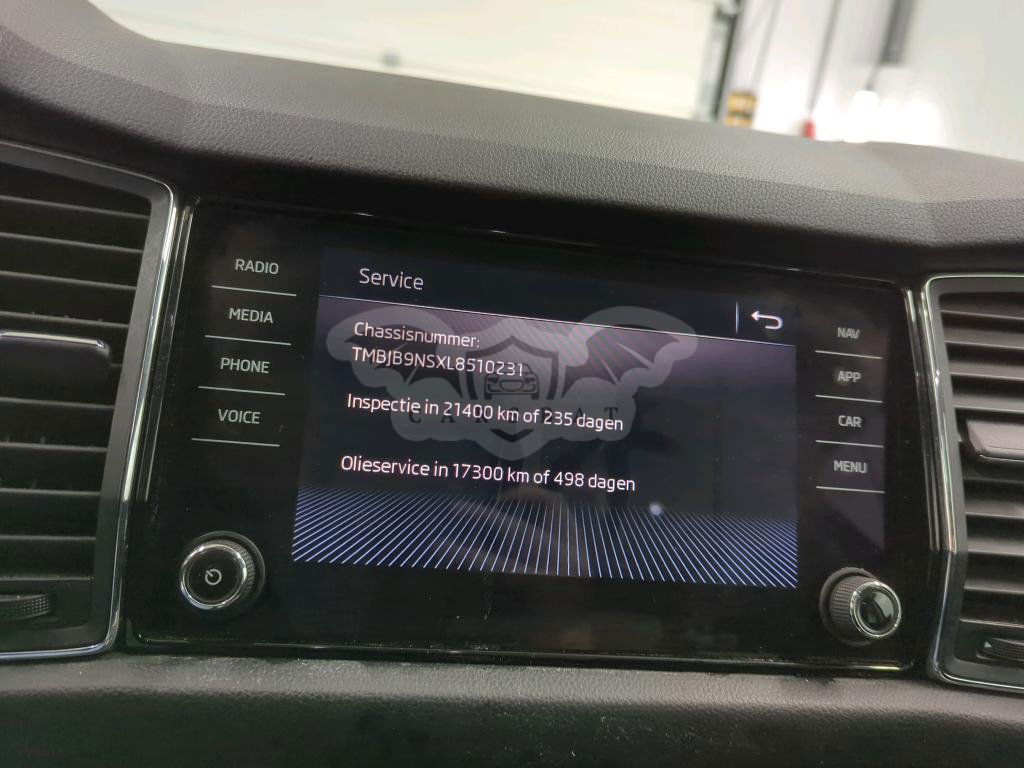 RADIO
MEDIA
PHONE
VOICE
Service
Chassisnummer:
TMBJB9NSXL8510231
Inspectie in 21400 km of 235 dagen
Olieservice in 17300 km of 498 dagen
NAV
APP
CAR
MENU